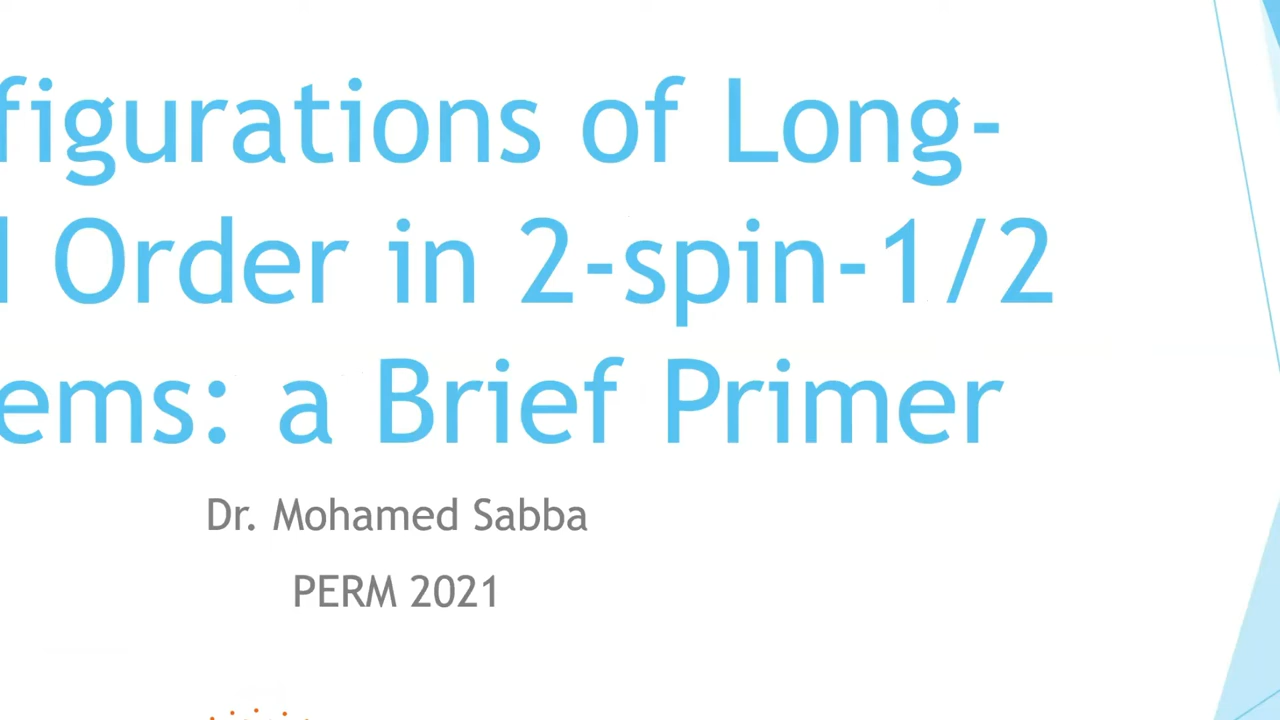 figurations of Long-
Order in 2-spin-1/2
ems: a Brief Primer
Dr. Mohamed Sabba
PERM 2021